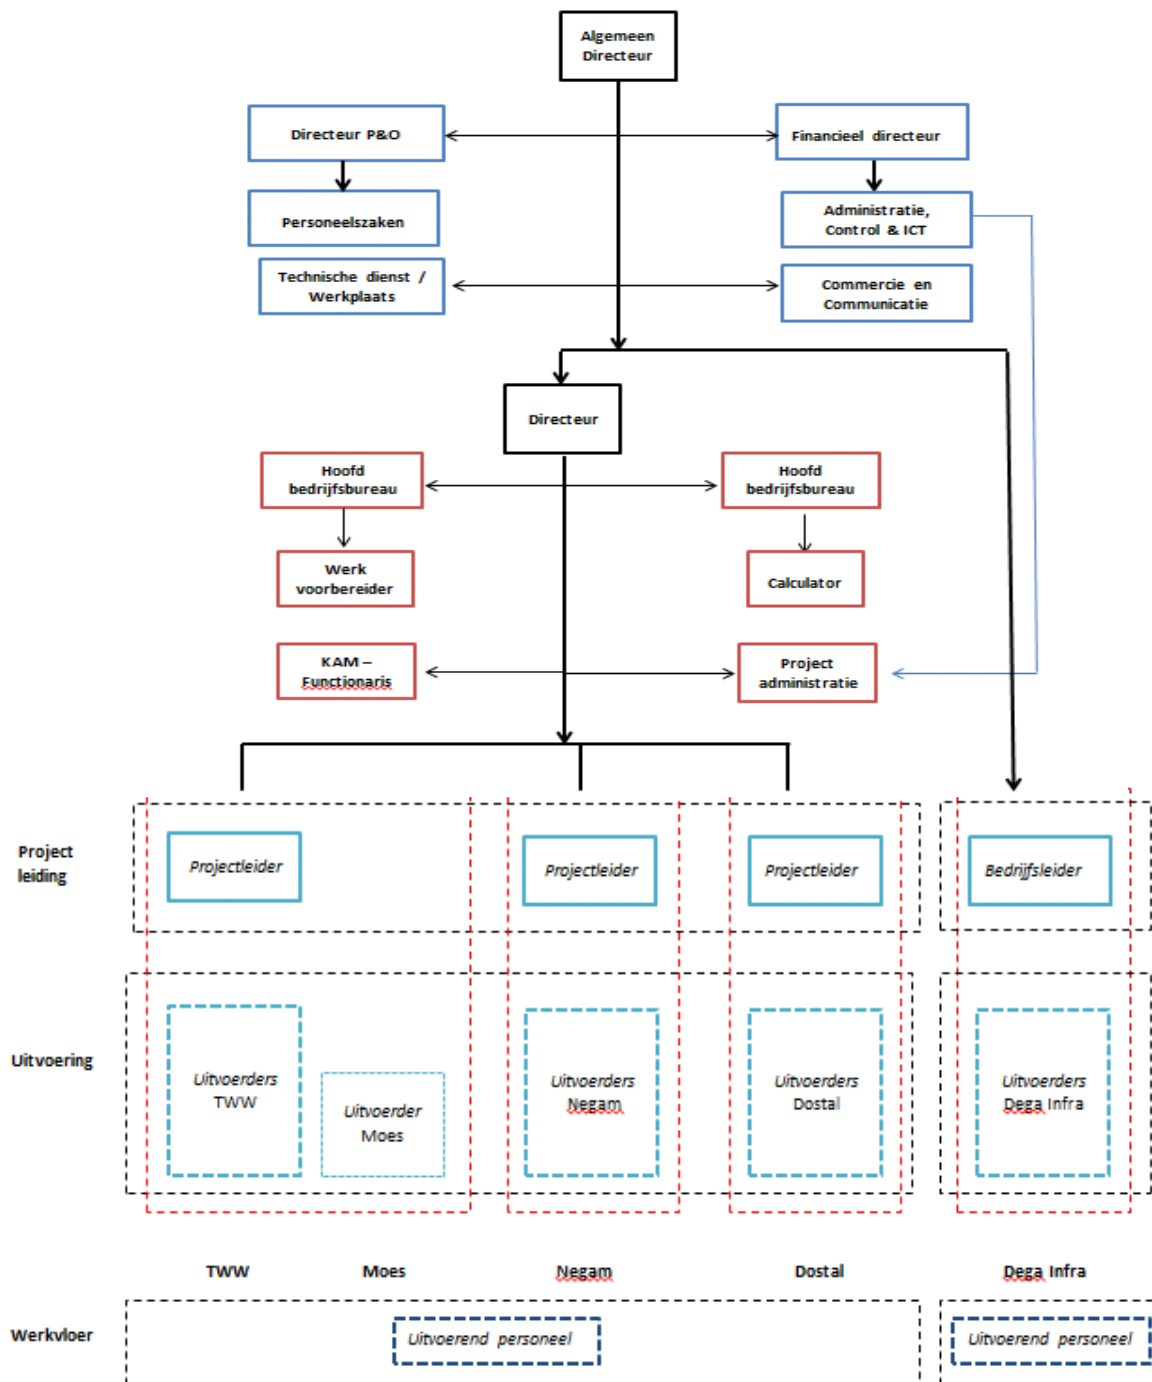 Algemeen
Directeur
Directeur P&O
Financieel directeur
Personeelszaken
Administratie,
Control & ICT
Technische dienst /
Werkplaats
Commercie en
Communicatie
Directeur
Hoofd
bedrijfsbureau
Hoofd
bedrijfsbureau
Werk
voorbereider
Calculator
KAM –
Functionaris
Project
administratie
Project
leiding
Projectleider
Projectleider
Projectleider
Bedrijfsleider
Uitvoering
Uitvoerders
TWW
Uitvoerder
Moes
Uitvoerders
Negam
Uitvoerders
Dostal
Uitvoerders
Dega Infra
TWW
Moes
Negam
Dostal
Dega Infra
Werkvloer
Uitvoerend personeel
Uitvoerend personeel